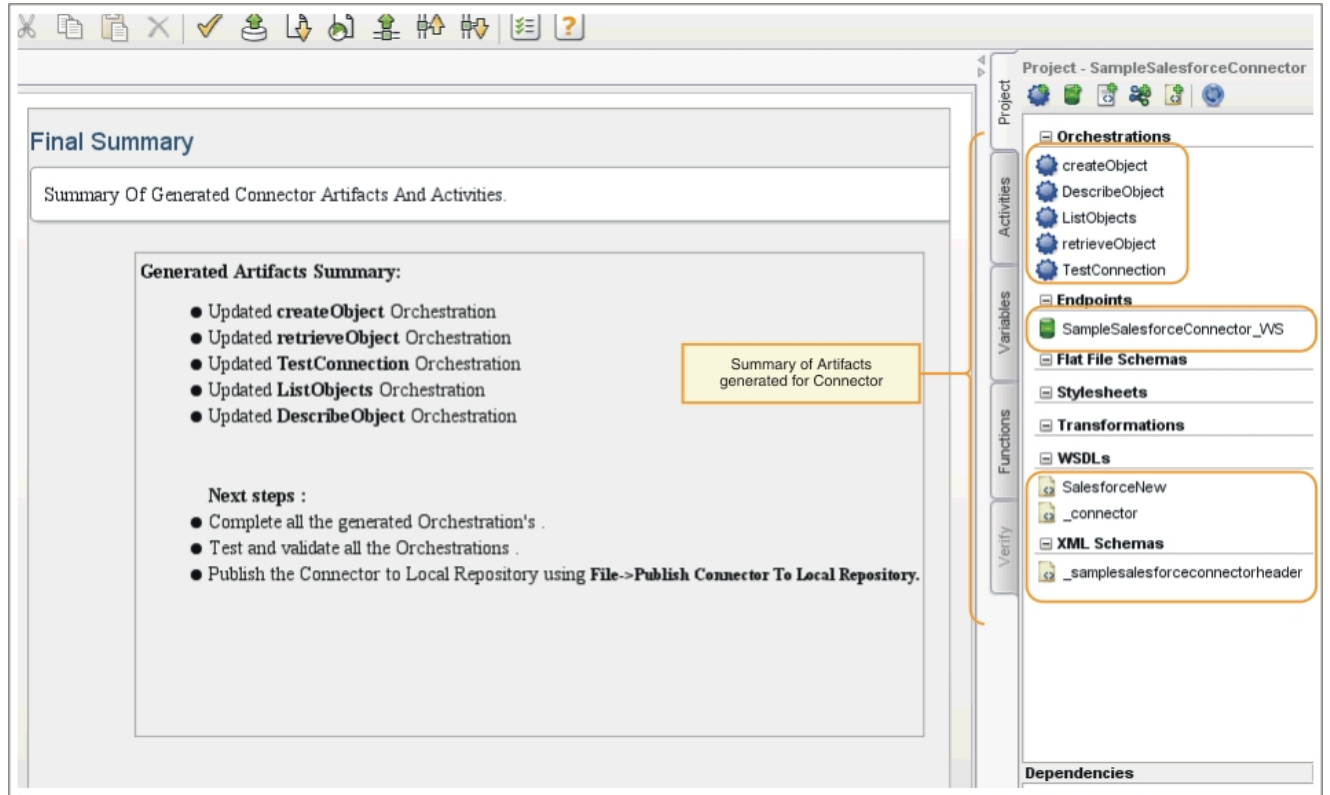 Final Summary
Summary Of Generated Connector Artifacts And Activities.
Generated Artifacts Summary:
● Updated createObject Orchestration
● Updated retrieveObject Orchestration
● Updated TestConnection Orchestration
● Updated ListObjects Orchestration
● Updated DescribeObject Orchestration
Next steps :
● Complete all the generated Orchestration's .
● Test and validate all the Orchestrations .
● Publish the Connector to Local Repository using File->Publish Connector To Local Repository.
Summary of Artifacts
generated for Connector
Project
Activities
Variables
Functions
Verify
Project - SampleSalesforceConnector
Orchestrations
createObject
DescribeObject
ListObjects
retrieveObject
TestConnection
Endpoints
SampleSalesforceConnector_WS
Flat File Schemas
Stylesheets
Transformations
WSDLs
SalesforceNew
_connector
XML Schemas
_samplesalesforceconnectorheader
Dependencies